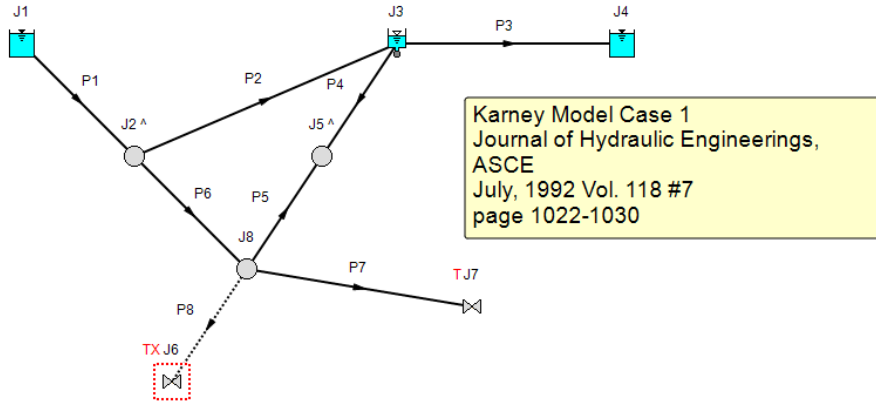 J1
J3
J4
P3
P1
P2
P4
J2 ^
J5 ^
Karney Model Case 1
Journal of Hydraulic Engineerings,
ASCE
July, 1992 Vol. 118 #7
page 1022-1030
P6
P5
J8
P7
T J7
P8
TX J6